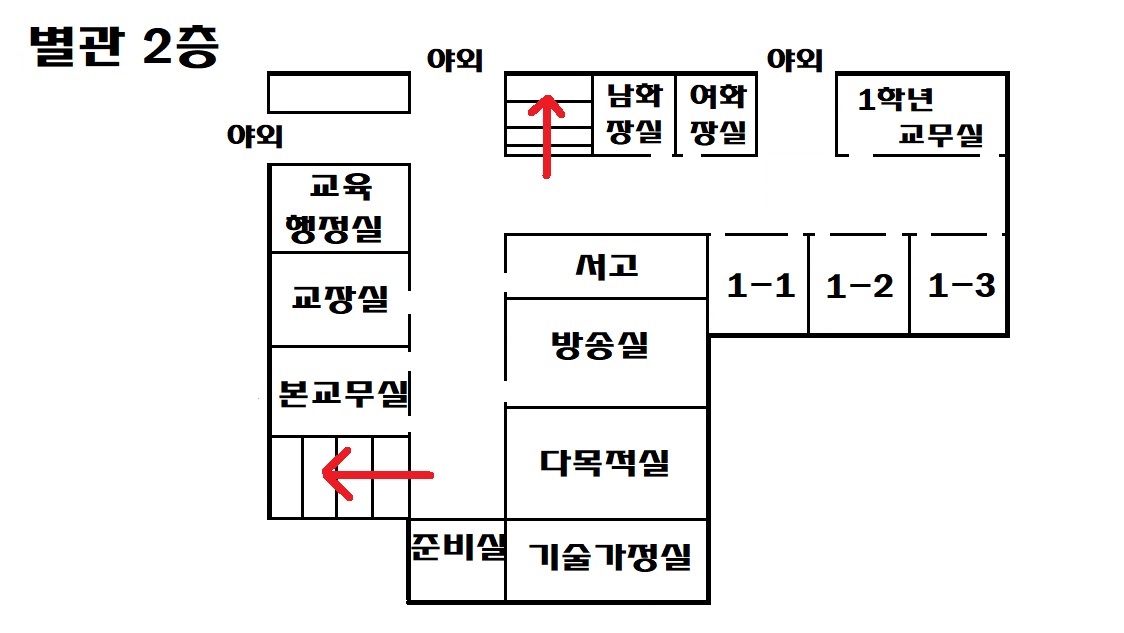 별관 2층
야외
야외
남화
장실
여화
장실
1학년
교무실
야외
교육
행정실
서고
1-1
1-2
1-3
교장실
방송실
본교무실
다목적실
준비실
기술가정실